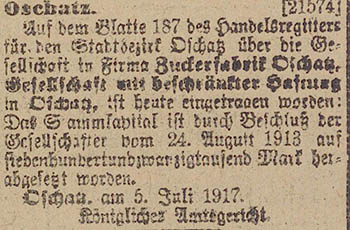 Oschatz. [21574]
Auf dem Blatte 187 des Handelsregisters
für den Stadtbezirk Oschatz über die Ge-
sellschaft in Firma Zuckerfabrik Oschatz,
Gesellschaft mit beschränkter Haftung
in Oschatz, ist heute eingetragen worden:
Das Stammkapital ist durch Beschluß der
Gesellschafter vom 24. August 1913 auf
siebenhundertundzwanzigtausend Mark her-
abgesetzt worden.
Oschatz, am 5. Juli 1917.
Königliches Amtsgericht.